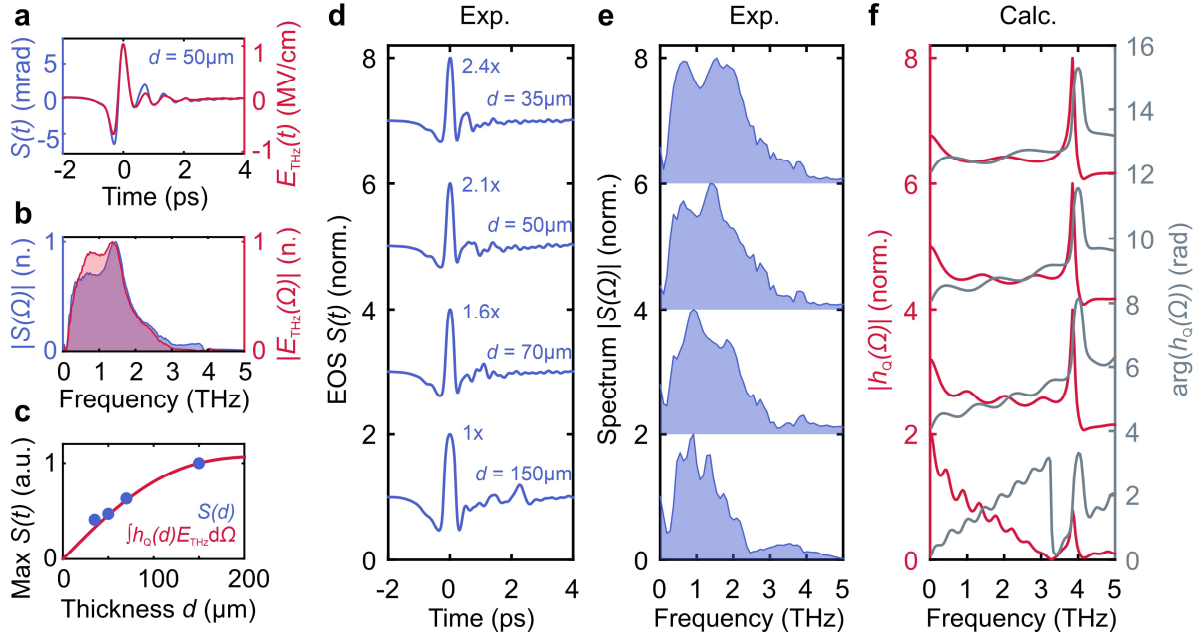 a
S(t) (mrad)
5
0
-5
d = 50µm
1
0
-1
E_THz(t) (MV/cm)
-2 0 2 4
Time (ps)
b
|S(Ω)| (n.)
1
0
1
0
|E_THz(Ω)| (n.)
0 1 2 3 4 5
Frequency (THz)
c
Max S(t) (a.u.)
1
0
S(d)
∫h_Q(d)E_THz dΩ
0 100 200
Thickness d (µm)
d Exp.
EOS S(t) (norm.)
8
6
4
2
0
2.4x
d = 35µm
2.1x
d = 50µm
1.6x
d = 70µm
1x
d = 150µm
-2 0 2 4
Time (ps)
e Exp.
Spectrum |S(Ω)| (norm.)
8
6
4
2
0
0 1 2 3 4 5
Frequency (THz)
f Calc.
|h_Q(Ω)| (norm.)
8
6
4
2
0
16
14
12
10
8
6
4
2
0
arg(h_Q(Ω)) (rad)
0 1 2 3 4 5
Frequency (THz)